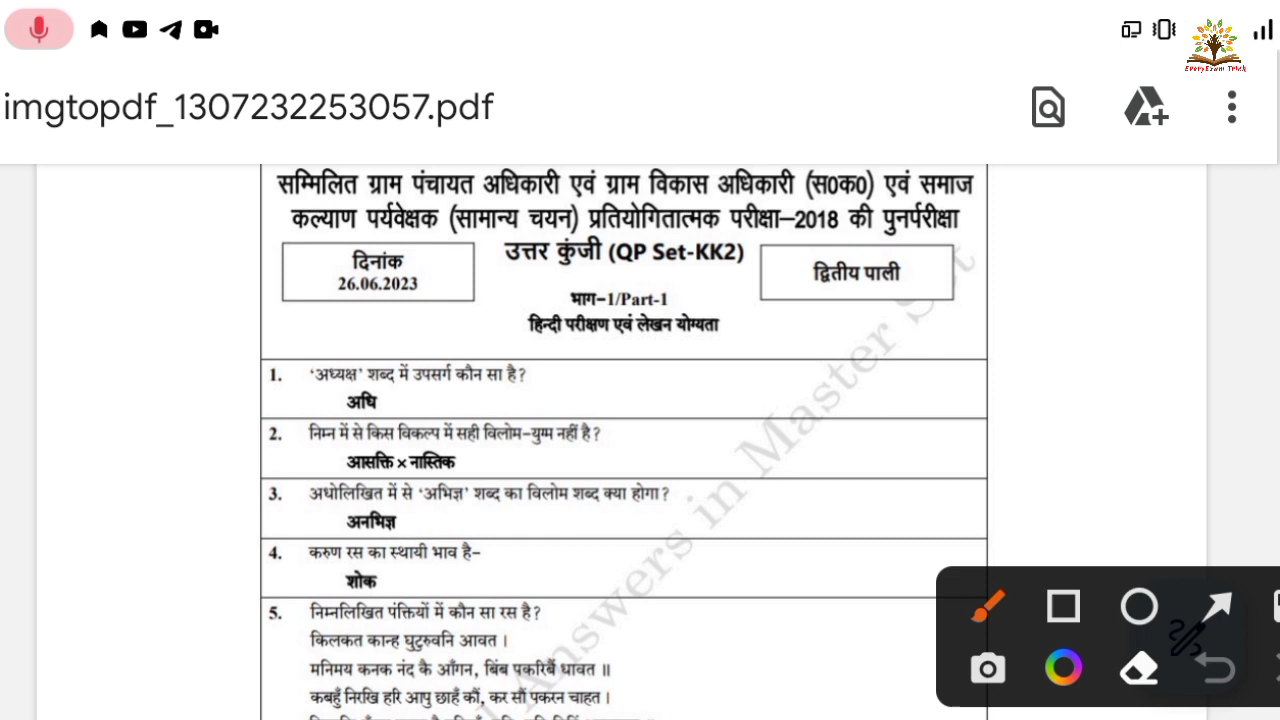 EveryExam Trick
imgtopdf_1307232253057.pdf
सम्मिलित ग्राम पंचायत अधिकारी एवं ग्राम विकास अधिकारी (स0क0) एवं समाज
कल्याण पर्यवेक्षक (सामान्य चयन) प्रतियोगितात्मक परीक्षा–2018 की पुनर्परीक्षा
उत्तर कुंजी (QP Set-KK2)
दिनांक
26.06.2023
द्वितीय पाली
भाग–1/Part-1
हिन्दी परीक्षण एवं लेखन योग्यता
1. ‘अध्यक्ष’ शब्द में उपसर्ग कौन सा है?
अधि
2. निम्न में से किस विकल्प में सही विलोम-युग्म नहीं है?
आसक्ति × नास्तिक
3. अधोलिखित में से ‘अभिज्ञ’ शब्द का विलोम शब्द क्या होगा?
अनभिज्ञ
4. करुण रस का स्थायी भाव है–
शोक
5. निम्नलिखित पंक्तियों में कौन सा रस है?
किलकत कान्ह घुटुरुवनि आवत ।
मनिमय कनक नंद कै आँगन, बिंब पकरिबैं धावत ॥
कबहुँ निरखि हरि आपु छाहँ कौं, कर सौं पकरन चाहत ।
Answers in Master